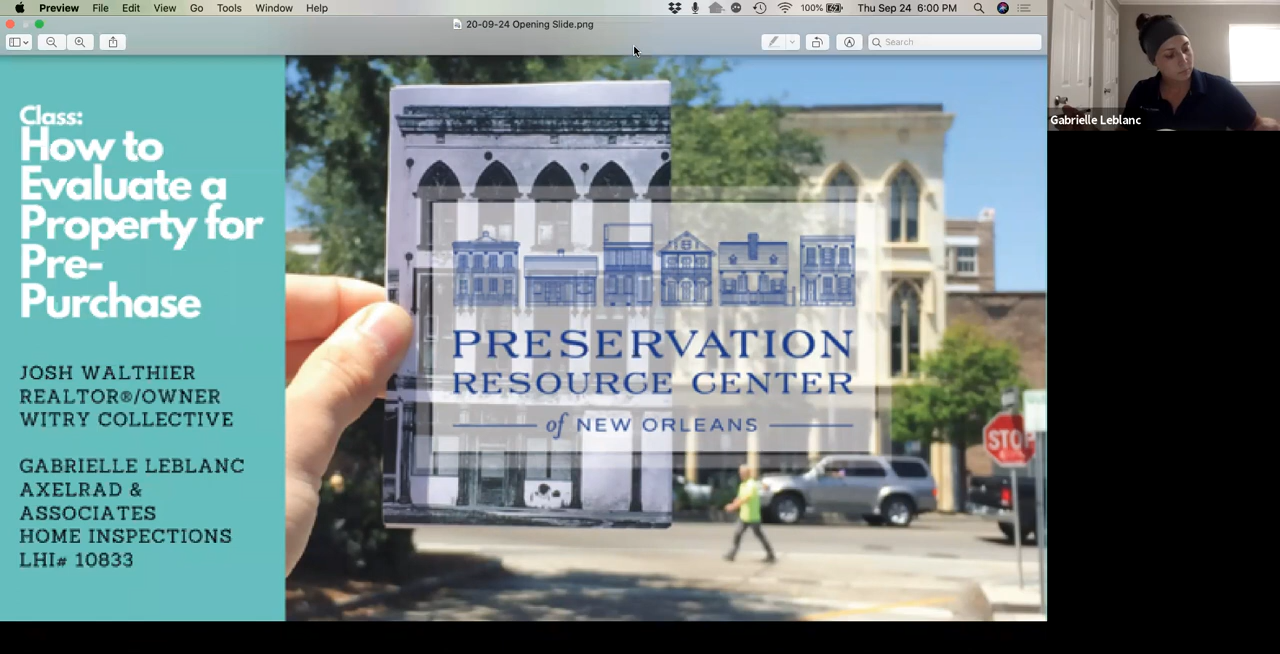 Preview File Edit View Go Tools Window Help 100% Thu Sep 24 6:00 PM
20-09-24 Opening Slide.png
Search
Gabrielle Leblanc
Class:
How to
Evaluate a
Property for
Pre-
Purchase
JOSH WALTHIER
REALTOR®/OWNER
WITRY COLLECTIVE
GABRIELLE LEBLANC
AXELRAD &
ASSOCIATES
HOME INSPECTIONS
LHI# 10833
PRESERVATION
RESOURCE CENTER
of NEW ORLEANS
STOP